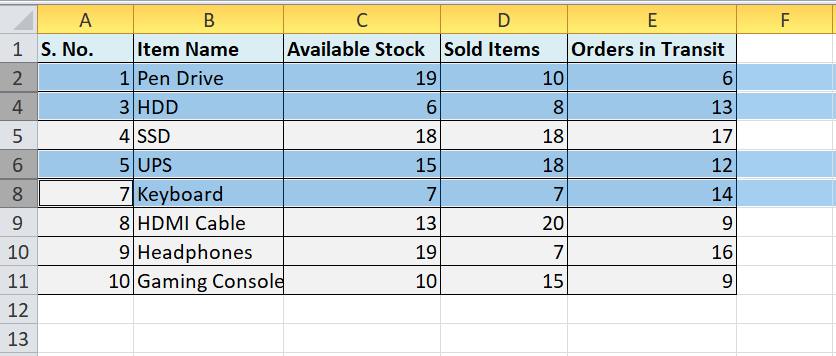 A B C D E F
1 S. No. Item Name Available Stock Sold Items Orders in Transit
2 1 Pen Drive 19 10 6
4 3 HDD 6 8 13
5 4 SSD 18 18 17
6 5 UPS 15 18 12
8 7 Keyboard 7 7 14
9 8 HDMI Cable 13 20 9
10 9 Headphones 19 7 16
11 10 Gaming Console 10 15 9
12
13